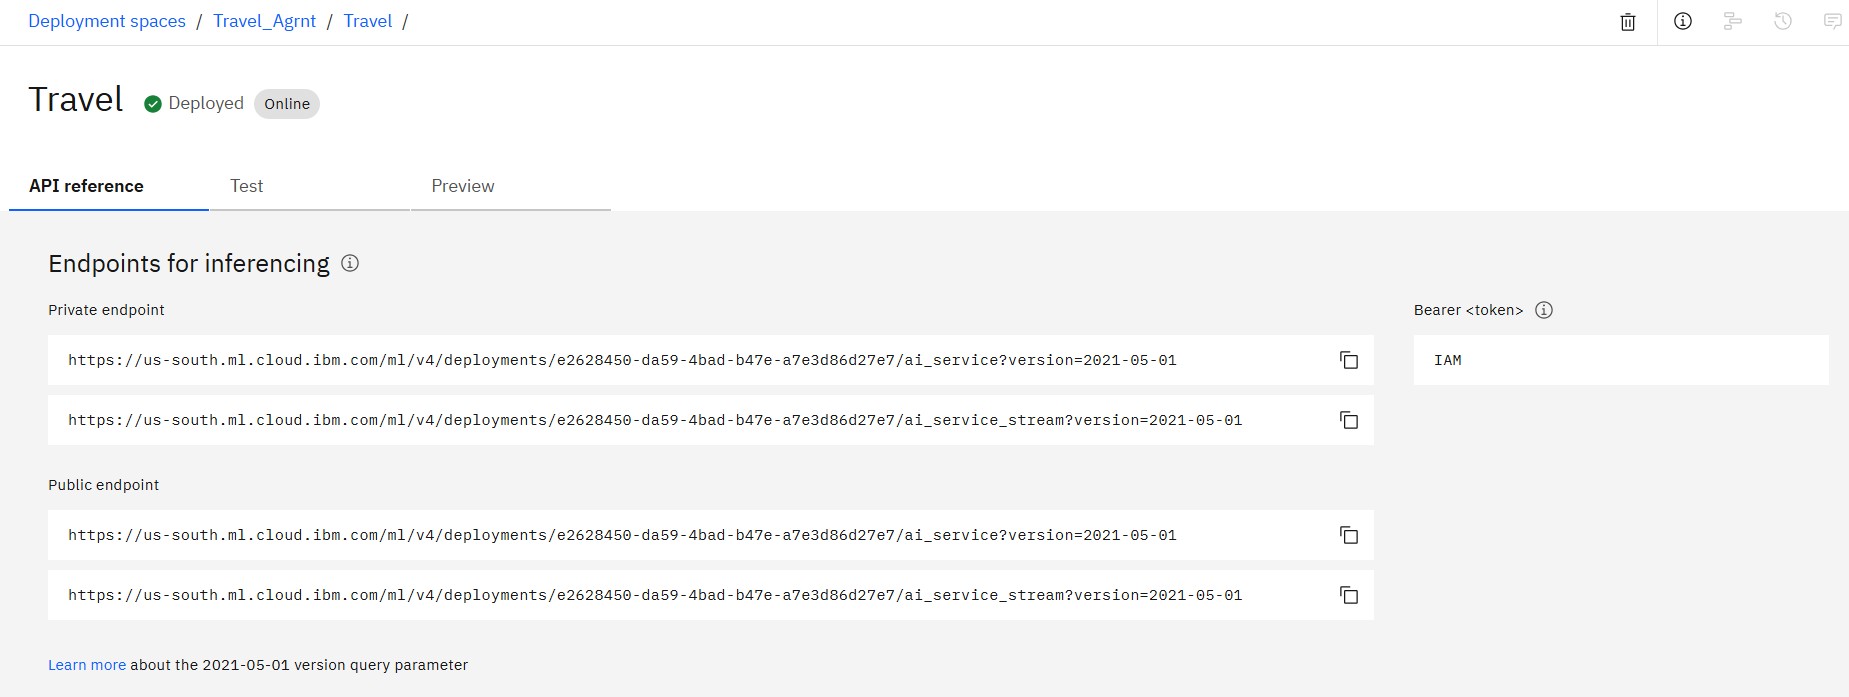 Deployment spaces / Travel_Agrnt / Travel /
Travel Deployed Online
API reference Test Preview
Endpoints for inferencing
Private endpoint
https://us-south.ml.cloud.ibm.com/ml/v4/deployments/e2628450-da59-4bad-b47e-a7e3d86d27e7/ai_service?version=2021-05-01
https://us-south.ml.cloud.ibm.com/ml/v4/deployments/e2628450-da59-4bad-b47e-a7e3d86d27e7/ai_service_stream?version=2021-05-01
Public endpoint
https://us-south.ml.cloud.ibm.com/ml/v4/deployments/e2628450-da59-4bad-b47e-a7e3d86d27e7/ai_service?version=2021-05-01
https://us-south.ml.cloud.ibm.com/ml/v4/deployments/e2628450-da59-4bad-b47e-a7e3d86d27e7/ai_service_stream?version=2021-05-01
Learn more about the 2021-05-01 version query parameter
Bearer <token>
IAM